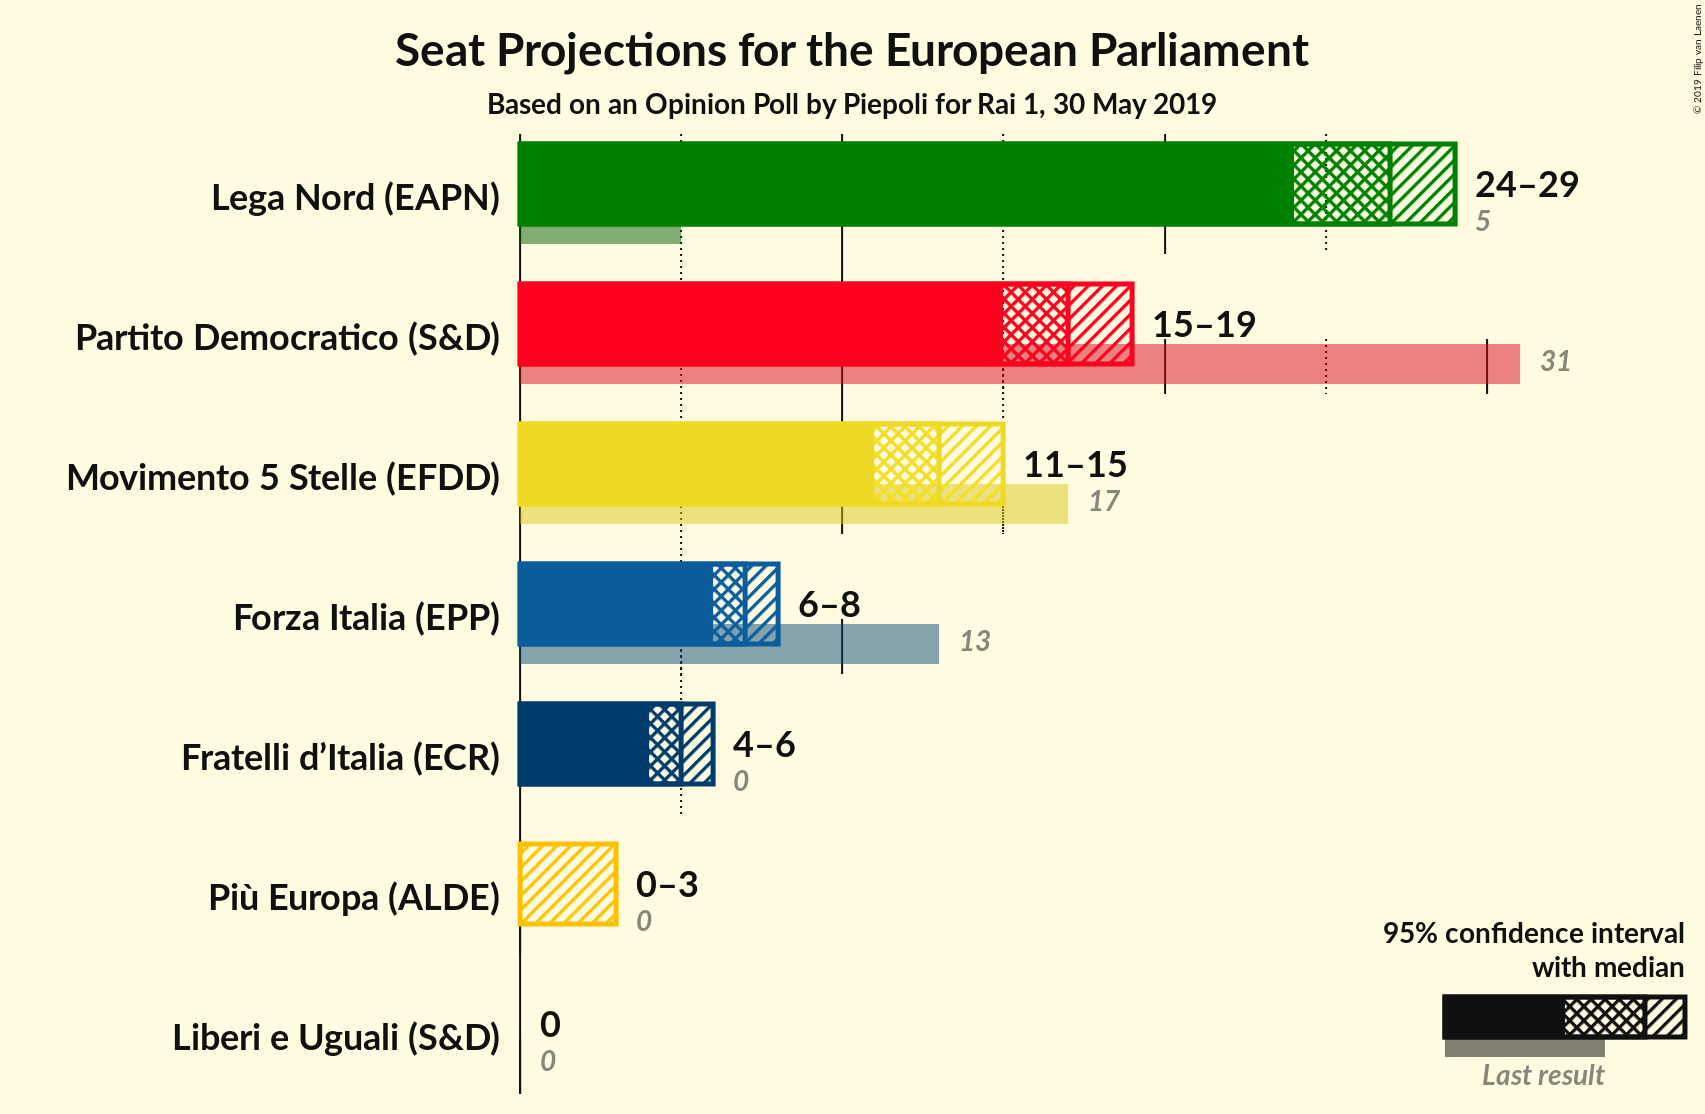 Seat Projections for the European Parliament
Based on an Opinion Poll by Piepoli for Rai 1, 30 May 2019
© 2019 Filip van Laenen
Lega Nord (EAPN)
24–29
5
Partito Democratico (S&D)
15–19
31
Movimento 5 Stelle (EFDD)
11–15
17
Forza Italia (EPP)
6–8
13
Fratelli d’Italia (ECR)
4–6
0
Più Europa (ALDE)
0–3
0
Liberi e Uguali (S&D)
0
0
95% confidence interval
with median
Last result